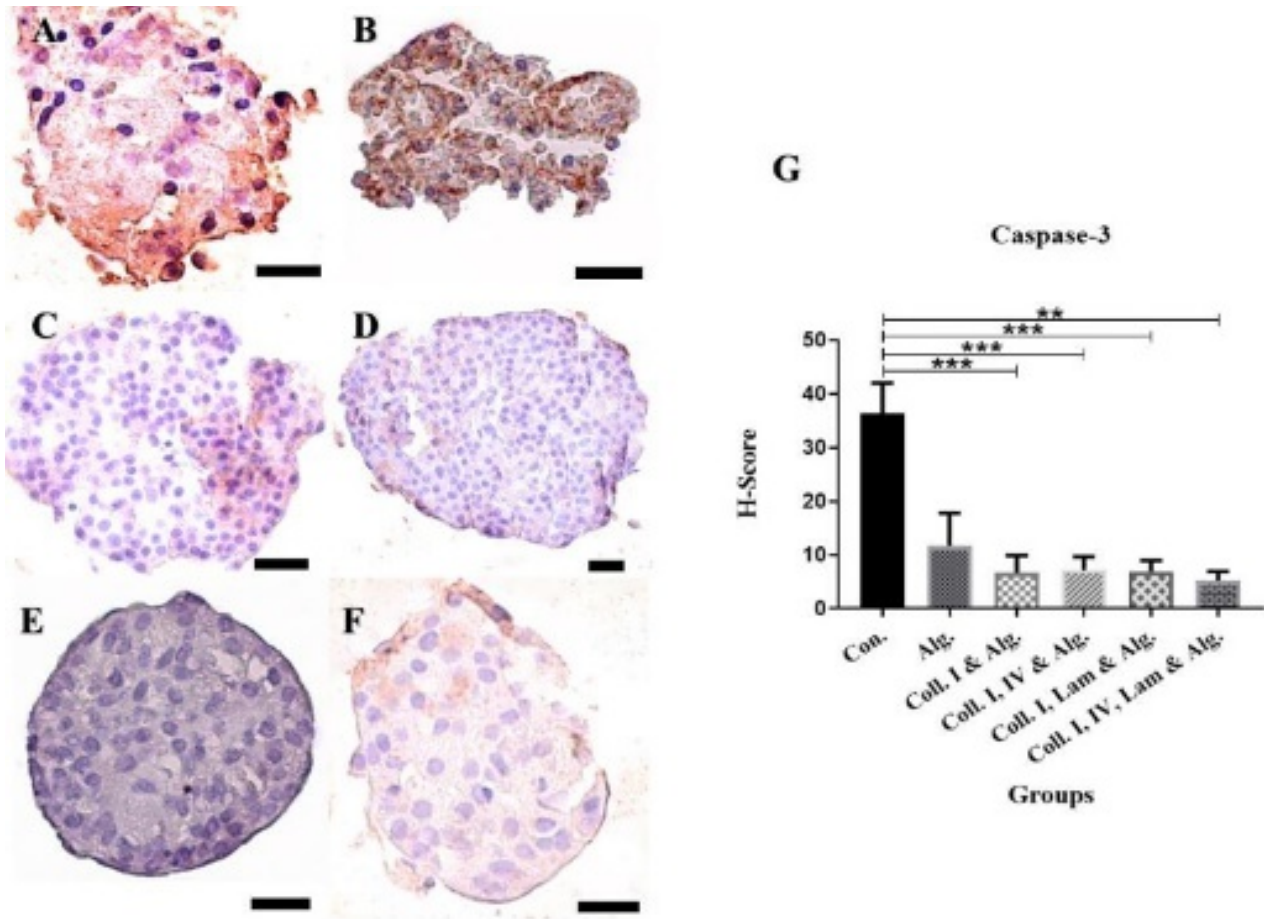 A
B
C
D
E
F
G
Caspase-3
**
***
***
***
50
40
30
20
10
0
H-Score
Con.
Alg.
Coll. I & Alg.
Coll. I, IV & Alg.
Coll. I, Lam & Alg.
Coll. I, IV, Lam & Alg.
Groups